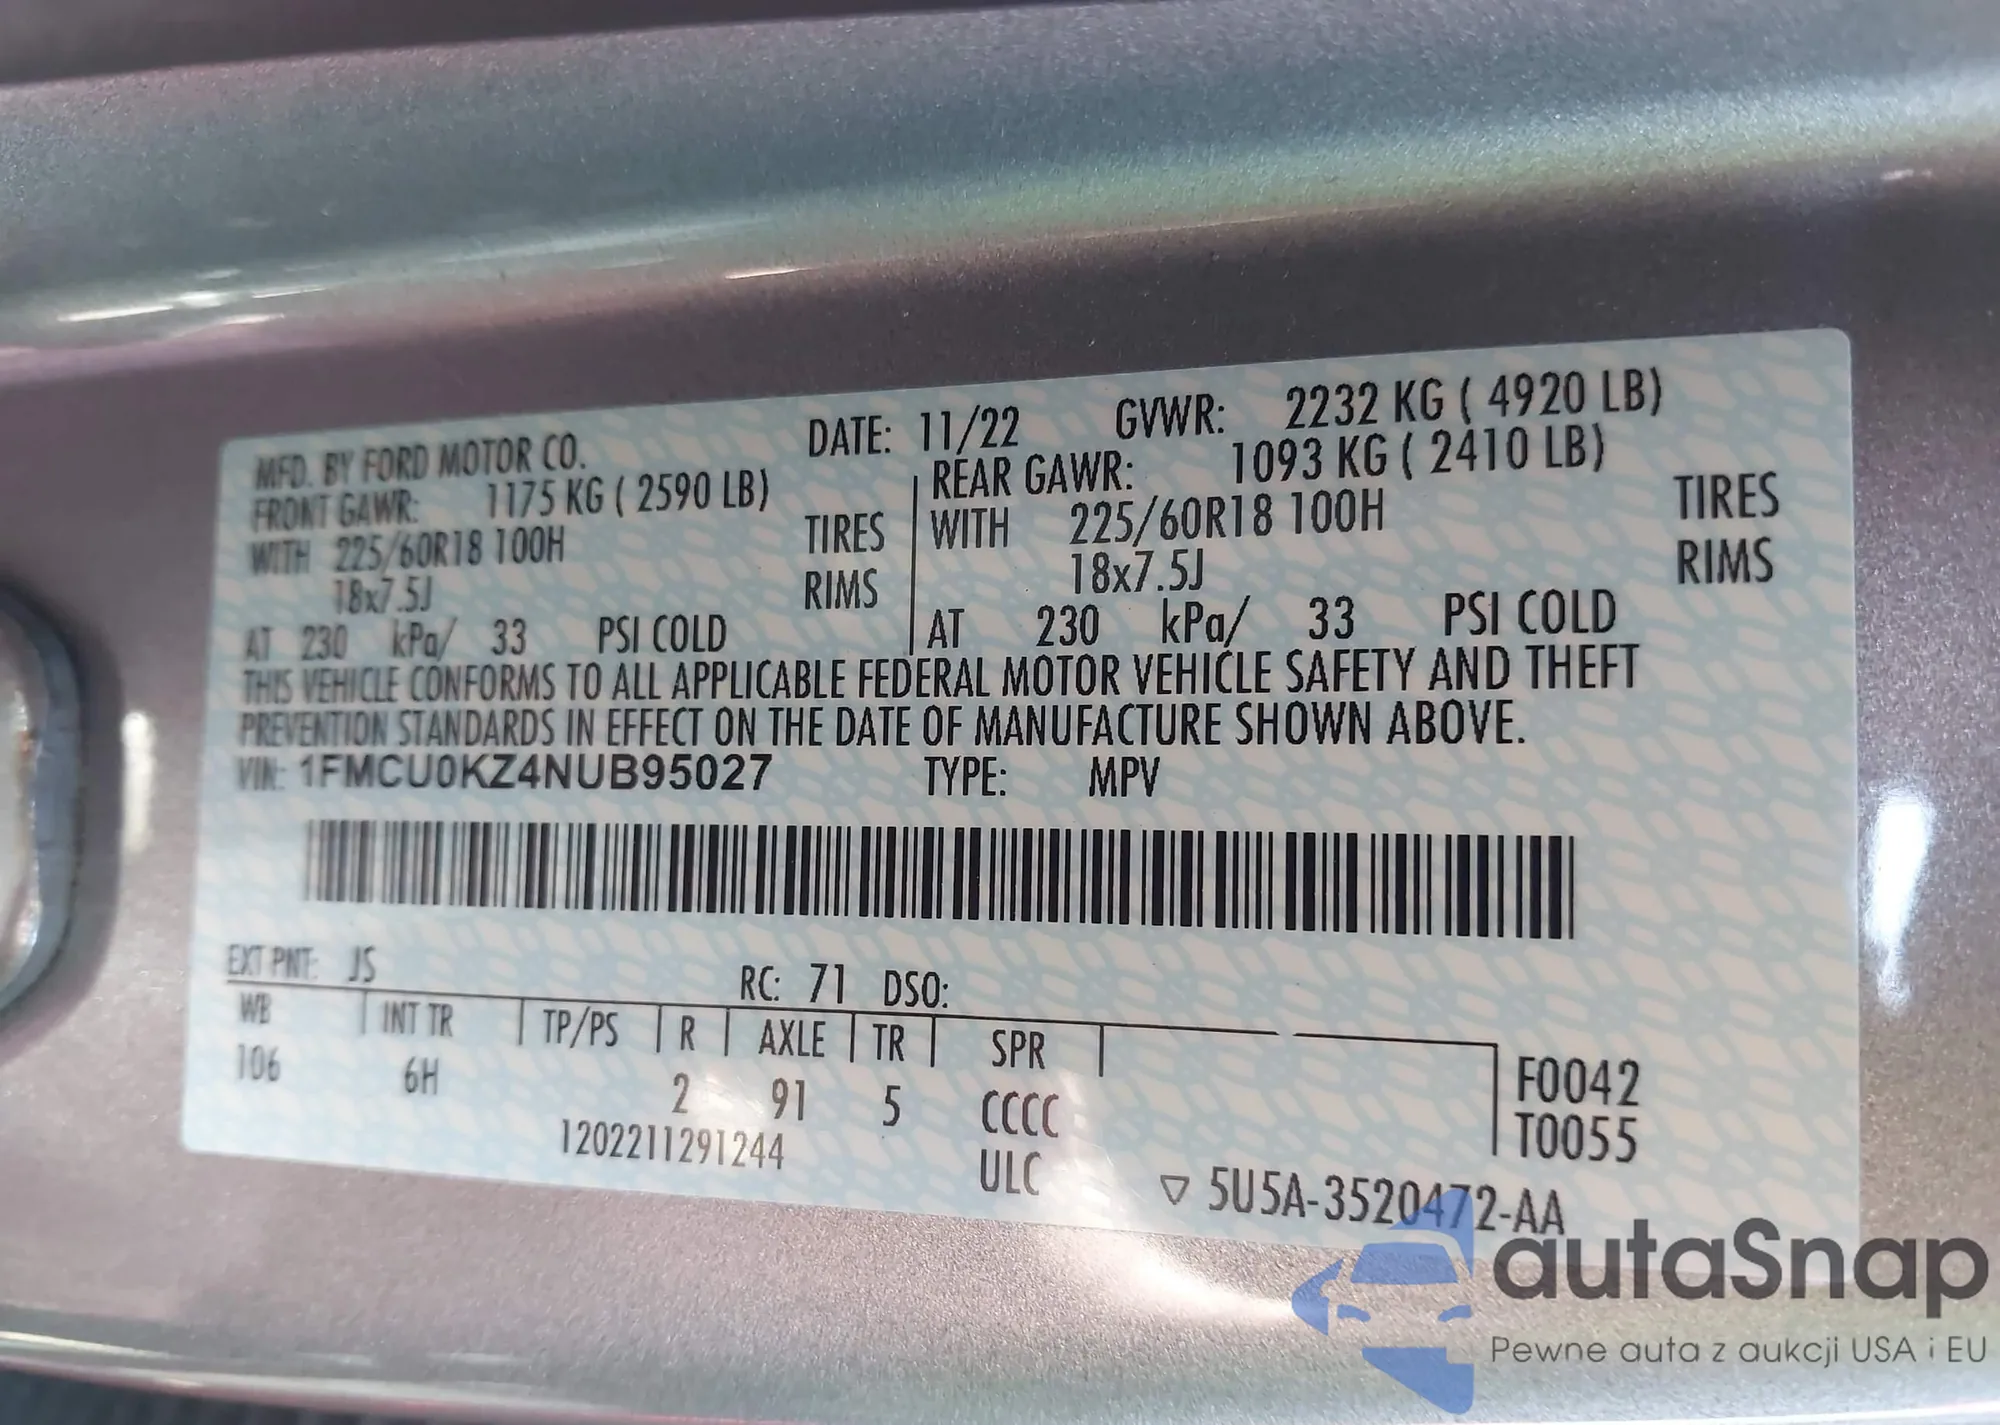 MFD. BY FORD MOTOR CO. DATE: 11/22 GVWR: 2232 KG ( 4920 LB)
FRONT GAWR: 1175 KG ( 2590 LB) REAR GAWR: 1093 KG ( 2410 LB)
WITH 225/60R18 100H TIRES WITH 225/60R18 100H TIRES
18x7.5J RIMS 18x7.5J RIMS
AT 230 kPa/ 33 PSI COLD AT 230 kPa/ 33 PSI COLD
THIS VEHICLE CONFORMS TO ALL APPLICABLE FEDERAL MOTOR VEHICLE SAFETY AND THEFT
PREVENTION STANDARDS IN EFFECT ON THE DATE OF MANUFACTURE SHOWN ABOVE.
VIN: 1FMCU0KZ4NUB95027 TYPE: MPV
EXT PNT: JS RC: 71 DSO:
WB INT TR TP/PS R AXLE TR SPR
106 6H 2 91 5 CCCC
F0042
T0055
1202211291244 ULC ▽ 5U5A-3520472-AA
autaSnap
Pewne auta z aukcji USA i EU